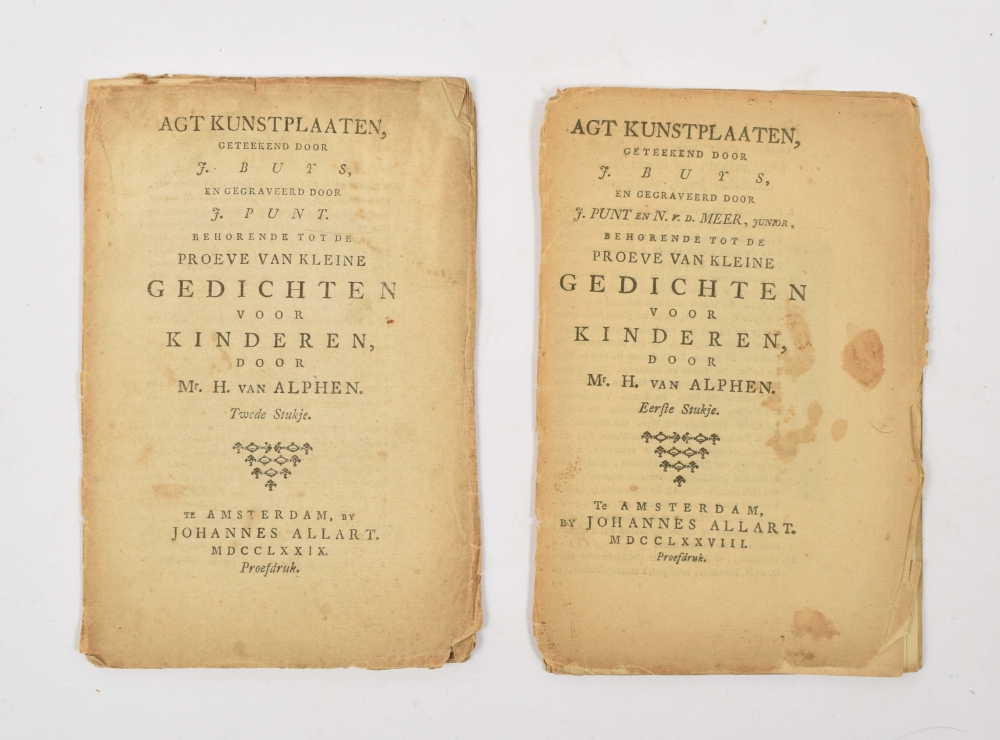 AGT KUNSTPLAATEN,
GETEEKEND DOOR
J. BUYS,
EN GEGRAVEERD DOOR
J. PUNT.
BEHORENDE TOT DE
PROEVE VAN KLEINE
GEDICHTEN
VOOR
KINDEREN,
DOOR
Mr. H. VAN ALPHEN.
Twede Stukje.
TE AMSTERDAM, BY
JOHANNES ALLART.
MDCCLXXIX.
Proefdruk.
AGT KUNSTPLAATEN,
GETEEKEND DOOR
J. BUYS,
EN GEGRAVEERD DOOR
J. PUNT EN N. V. D. MEER, JUNIOR,
BEHORENDE TOT DE
PROEVE VAN KLEINE
GEDICHTEN
VOOR
KINDEREN,
DOOR
Mr. H. VAN ALPHEN.
Eerſte Stukje.
Te AMSTERDAM,
BY JOHANNES ALLART.
MDCCLXXVIII.
Proefdruk.